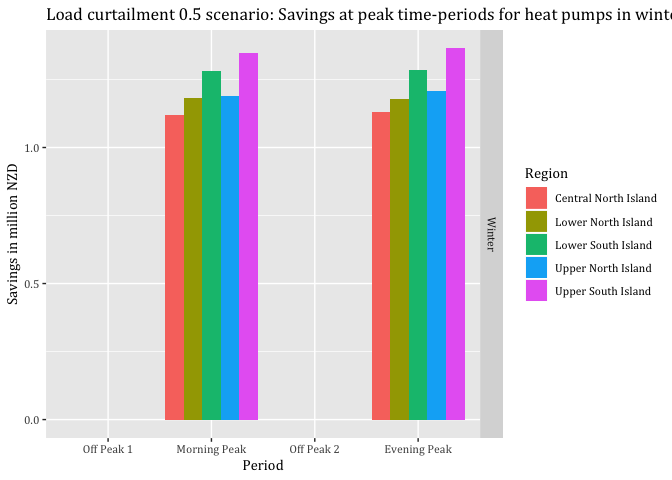 Load curtailment 0.5 scenario: Savings at peak time-periods for heat pumps in
Savings in million NZD
1.0
0.5
0.0
Off Peak 1
Morning Peak
Off Peak 2
Evening Peak
Period
Winter
Region
Central North Island
Lower North Island
Lower South Island
Upper North Island
Upper South Island